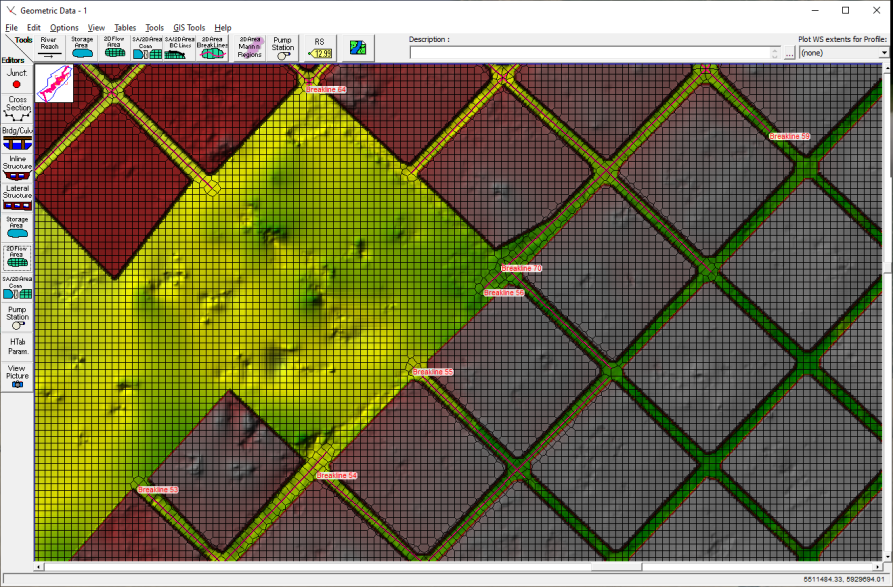 Geometric Data - 1
File Edit Options View Tables Tools GIS Tools Help
Tools
Editors
River
Reach
Storage
Area
2D Flow
Area
SA/2D Area
Conn
SA/2D Area
BC Lines
2D Area
BreakLines
2D Area
Mann n
Regions
Pump
Station
RS
12.99
Description :
...
Plot WS extents for Profile:
(none)
Junct.
Cross
Section
Brdg/Culv
Inline
Structure
Lateral
Structure
Storage
Area
2D Flow
Area
SA/2D Area
Conn
Pump
Station
HTab
Param.
View
Picture
Breakline 64
Breakline 59
Breakline 70
Breakline 56
Breakline 55
Breakline 54
Breakline 53
5511484.33, 5929694.01